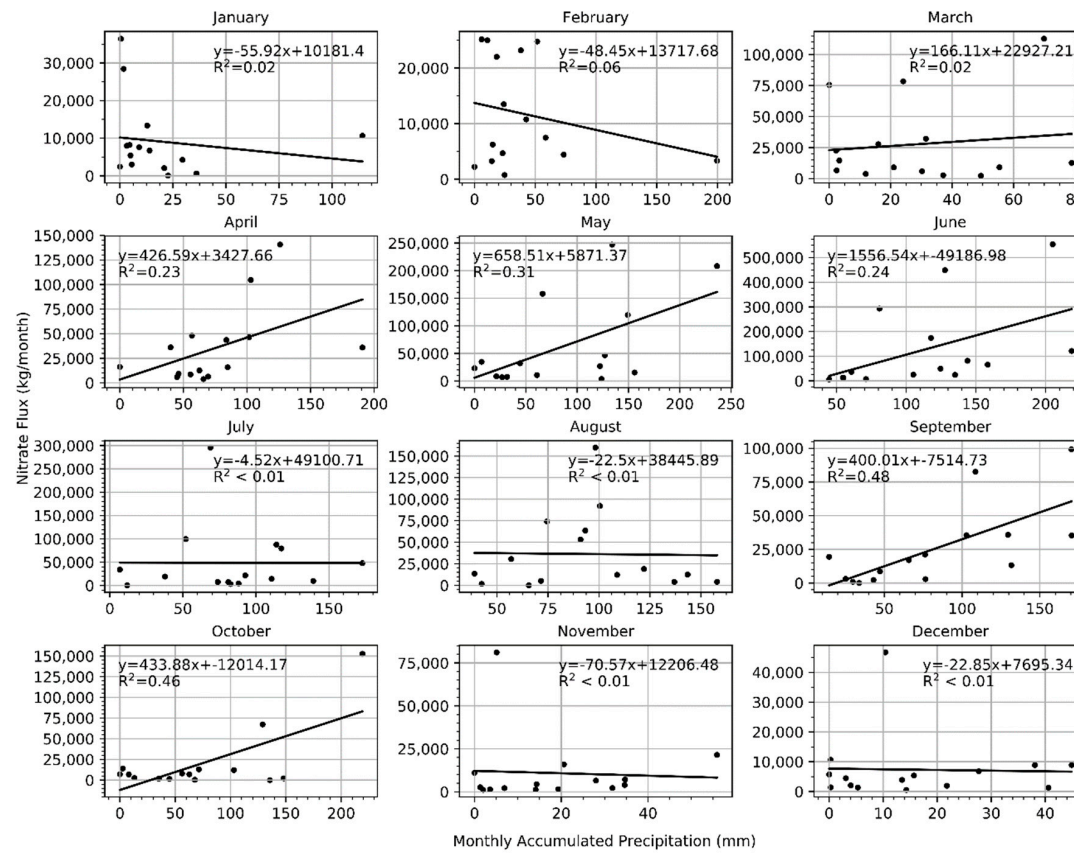 January
y=-55.92x+10181.4
R²=0.02
30,000
20,000
10,000
0
0 25 50 75 100
February
y=-48.45x+13717.68
R²=0.06
20,000
10,000
0
0 50 100 150 200
March
y=166.11x+22927.21
R²=0.02
100,000
75,000
50,000
25,000
0
0 20 40 60 8
April
y=426.59x+3427.66
R²=0.23
150,000
125,000
100,000
75,000
50,000
25,000
0
0 50 100 150 200
May
y=658.51x+5871.37
R²=0.31
250,000
200,000
150,000
100,000
50,000
0
0 50 100 150 200 250
June
y=1556.54x+-49186.98
R²=0.24
500,000
400,000
300,000
200,000
100,000
0
50 100 150 200
Nitrate Flux (kg/month)
July
y=-4.52x+49100.71
R² < 0.01
300,000
250,000
200,000
150,000
100,000
50,000
0
0 50 100 150
August
y=-22.5x+38445.89
R² < 0.01
150,000
125,000
100,000
75,000
50,000
25,000
0
40 60 80 100 120 140 160
September
y=400.01x+-7514.73
R²=0.48
100,000
75,000
50,000
25,000
0
50 100 150
October
y=433.88x+-12014.17
R²=0.46
150,000
125,000
100,000
75,000
50,000
25,000
0
0 50 100 150 200
November
y=-70.57x+12206.48
R² < 0.01
75,000
50,000
25,000
0
0 20 40
December
y=-22.85x+7695.34
R² < 0.01
40,000
30,000
20,000
10,000
0
0 10 20 30 40
Monthly Accumulated Precipitation (mm)